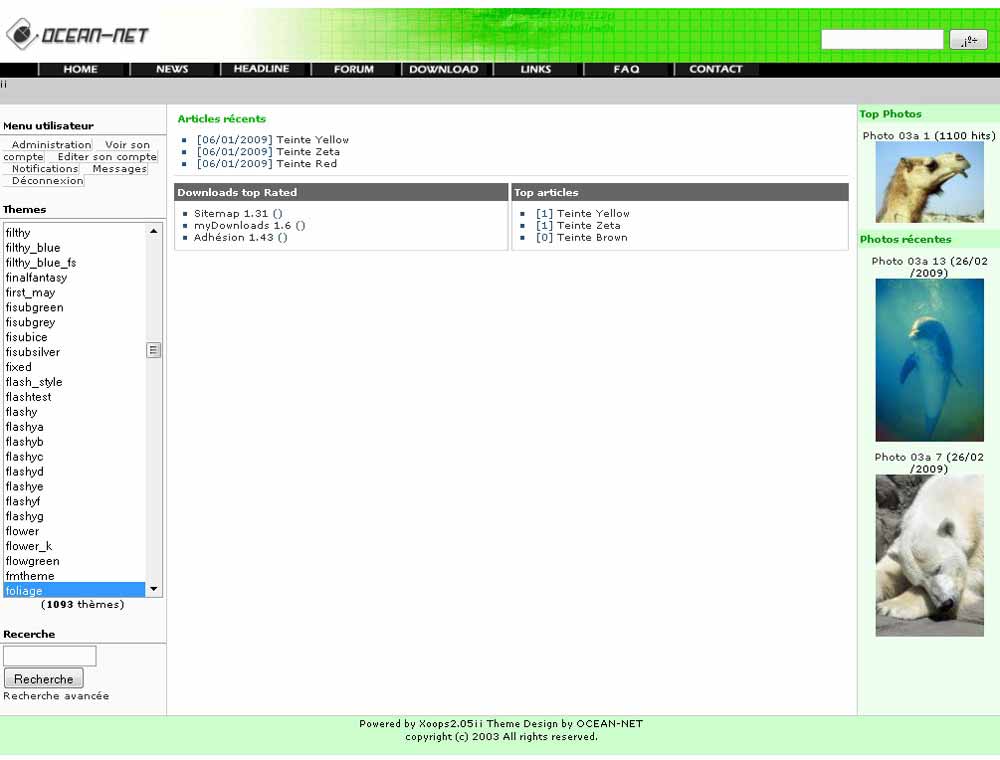 OCEAN-NET
HOME NEWS HEADLINE FORUM DOWNLOAD LINKS FAQ CONTACT
ii
Menu utilisateur
Administration Voir son
compte Editer son compte
Notifications Messages
Déconnexion
Themes
filthy
filthy_blue
filthy_blue_fs
finalfantasy
first_may
fisubgreen
fisubgrey
fisubice
fisubsilver
fixed
flash_style
flashtest
flashy
flashya
flashyb
flashyc
flashyd
flashye
flashyf
flashyg
flower
flower_k
flowgreen
fmtheme
foliage
(1093 thèmes)
Recerche
Recherche
Recherche avancée
Articles récents
[06/01/2009] Teinte Yellow
[06/01/2009] Teinte Zeta
[06/01/2009] Teinte Red
Downloads top Rated
Sitemap 1.31 ()
myDownloads 1.6 ()
Adhésion 1.43 ()
Top articles
[1] Teinte Yellow
[1] Teinte Zeta
[0] Teinte Brown
Top Photos
Photo 03a 1 (1100 hits)
Photos récentes
Photo 03a 13 (26/02
/2009)
Photo 03a 7 (26/02
/2009)
Powered by Xoops2.05ii Theme Design by OCEAN-NET
copyright (c) 2003 All rights reserved.